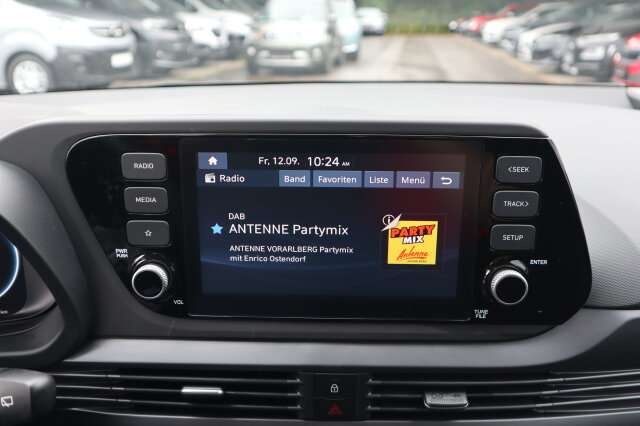 Fr, 12.09. 10:24 AM
Radio Band Favoriten Liste Menü
DAB
ANTENNE Partymix
ANTENNE VORARLBERG Partymix
mit Enrico Ostendorf
PARTY
MIX
Antenne
RADIO
MEDIA
PWR
PUSH
VOL
<SEEK
TRACK>
SETUP
ENTER
TUNE
FILE